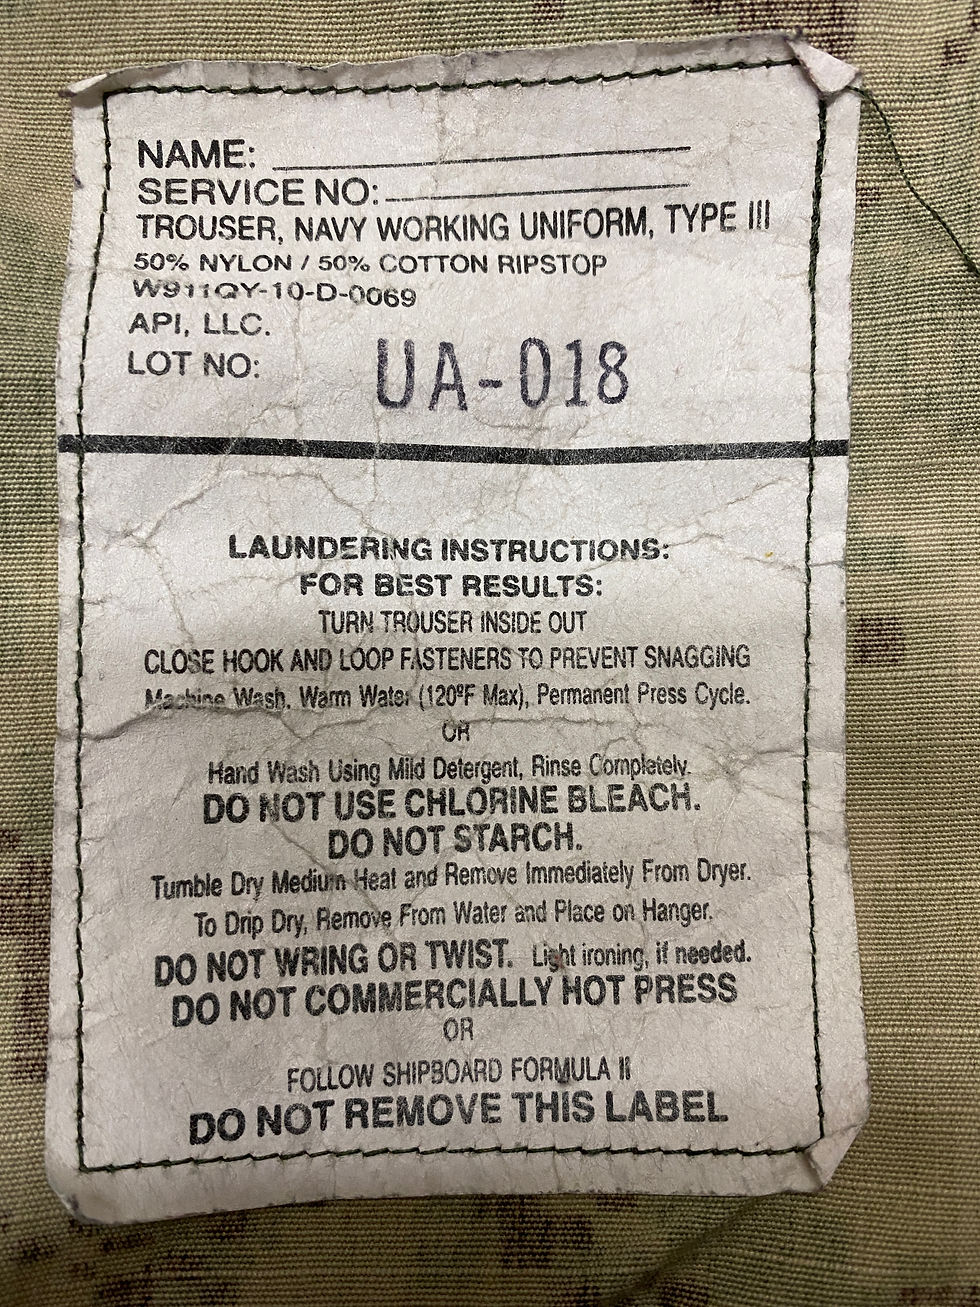 NAME:
SERVICE NO:
TROUSER, NAVY WORKING UNIFORM, TYPE III
50% NYLON / 50% COTTON RIPSTOP
W911QY-10-D-0069
API, LLC.
LOT NO: UA-018
LAUNDERING INSTRUCTIONS:
FOR BEST RESULTS:
TURN TROUSER INSIDE OUT
CLOSE HOOK AND LOOP FASTENERS TO PREVENT SNAGGING
Machine Wash, Warm Water (120ºF Max), Permanent Press Cycle.
OR
Hand Wash Using Mild Detergent, Rinse Completely.
DO NOT USE CHLORINE BLEACH.
DO NOT STARCH.
Tumble Dry Medium Heat and Remove Immediately From Dryer.
To Drip Dry, Remove From Water and Place on Hanger.
DO NOT WRING OR TWIST. Light ironing, if needed.
DO NOT COMMERCIALLY HOT PRESS
OR
FOLLOW SHIPBOARD FORMULA II
DO NOT REMOVE THIS LABEL